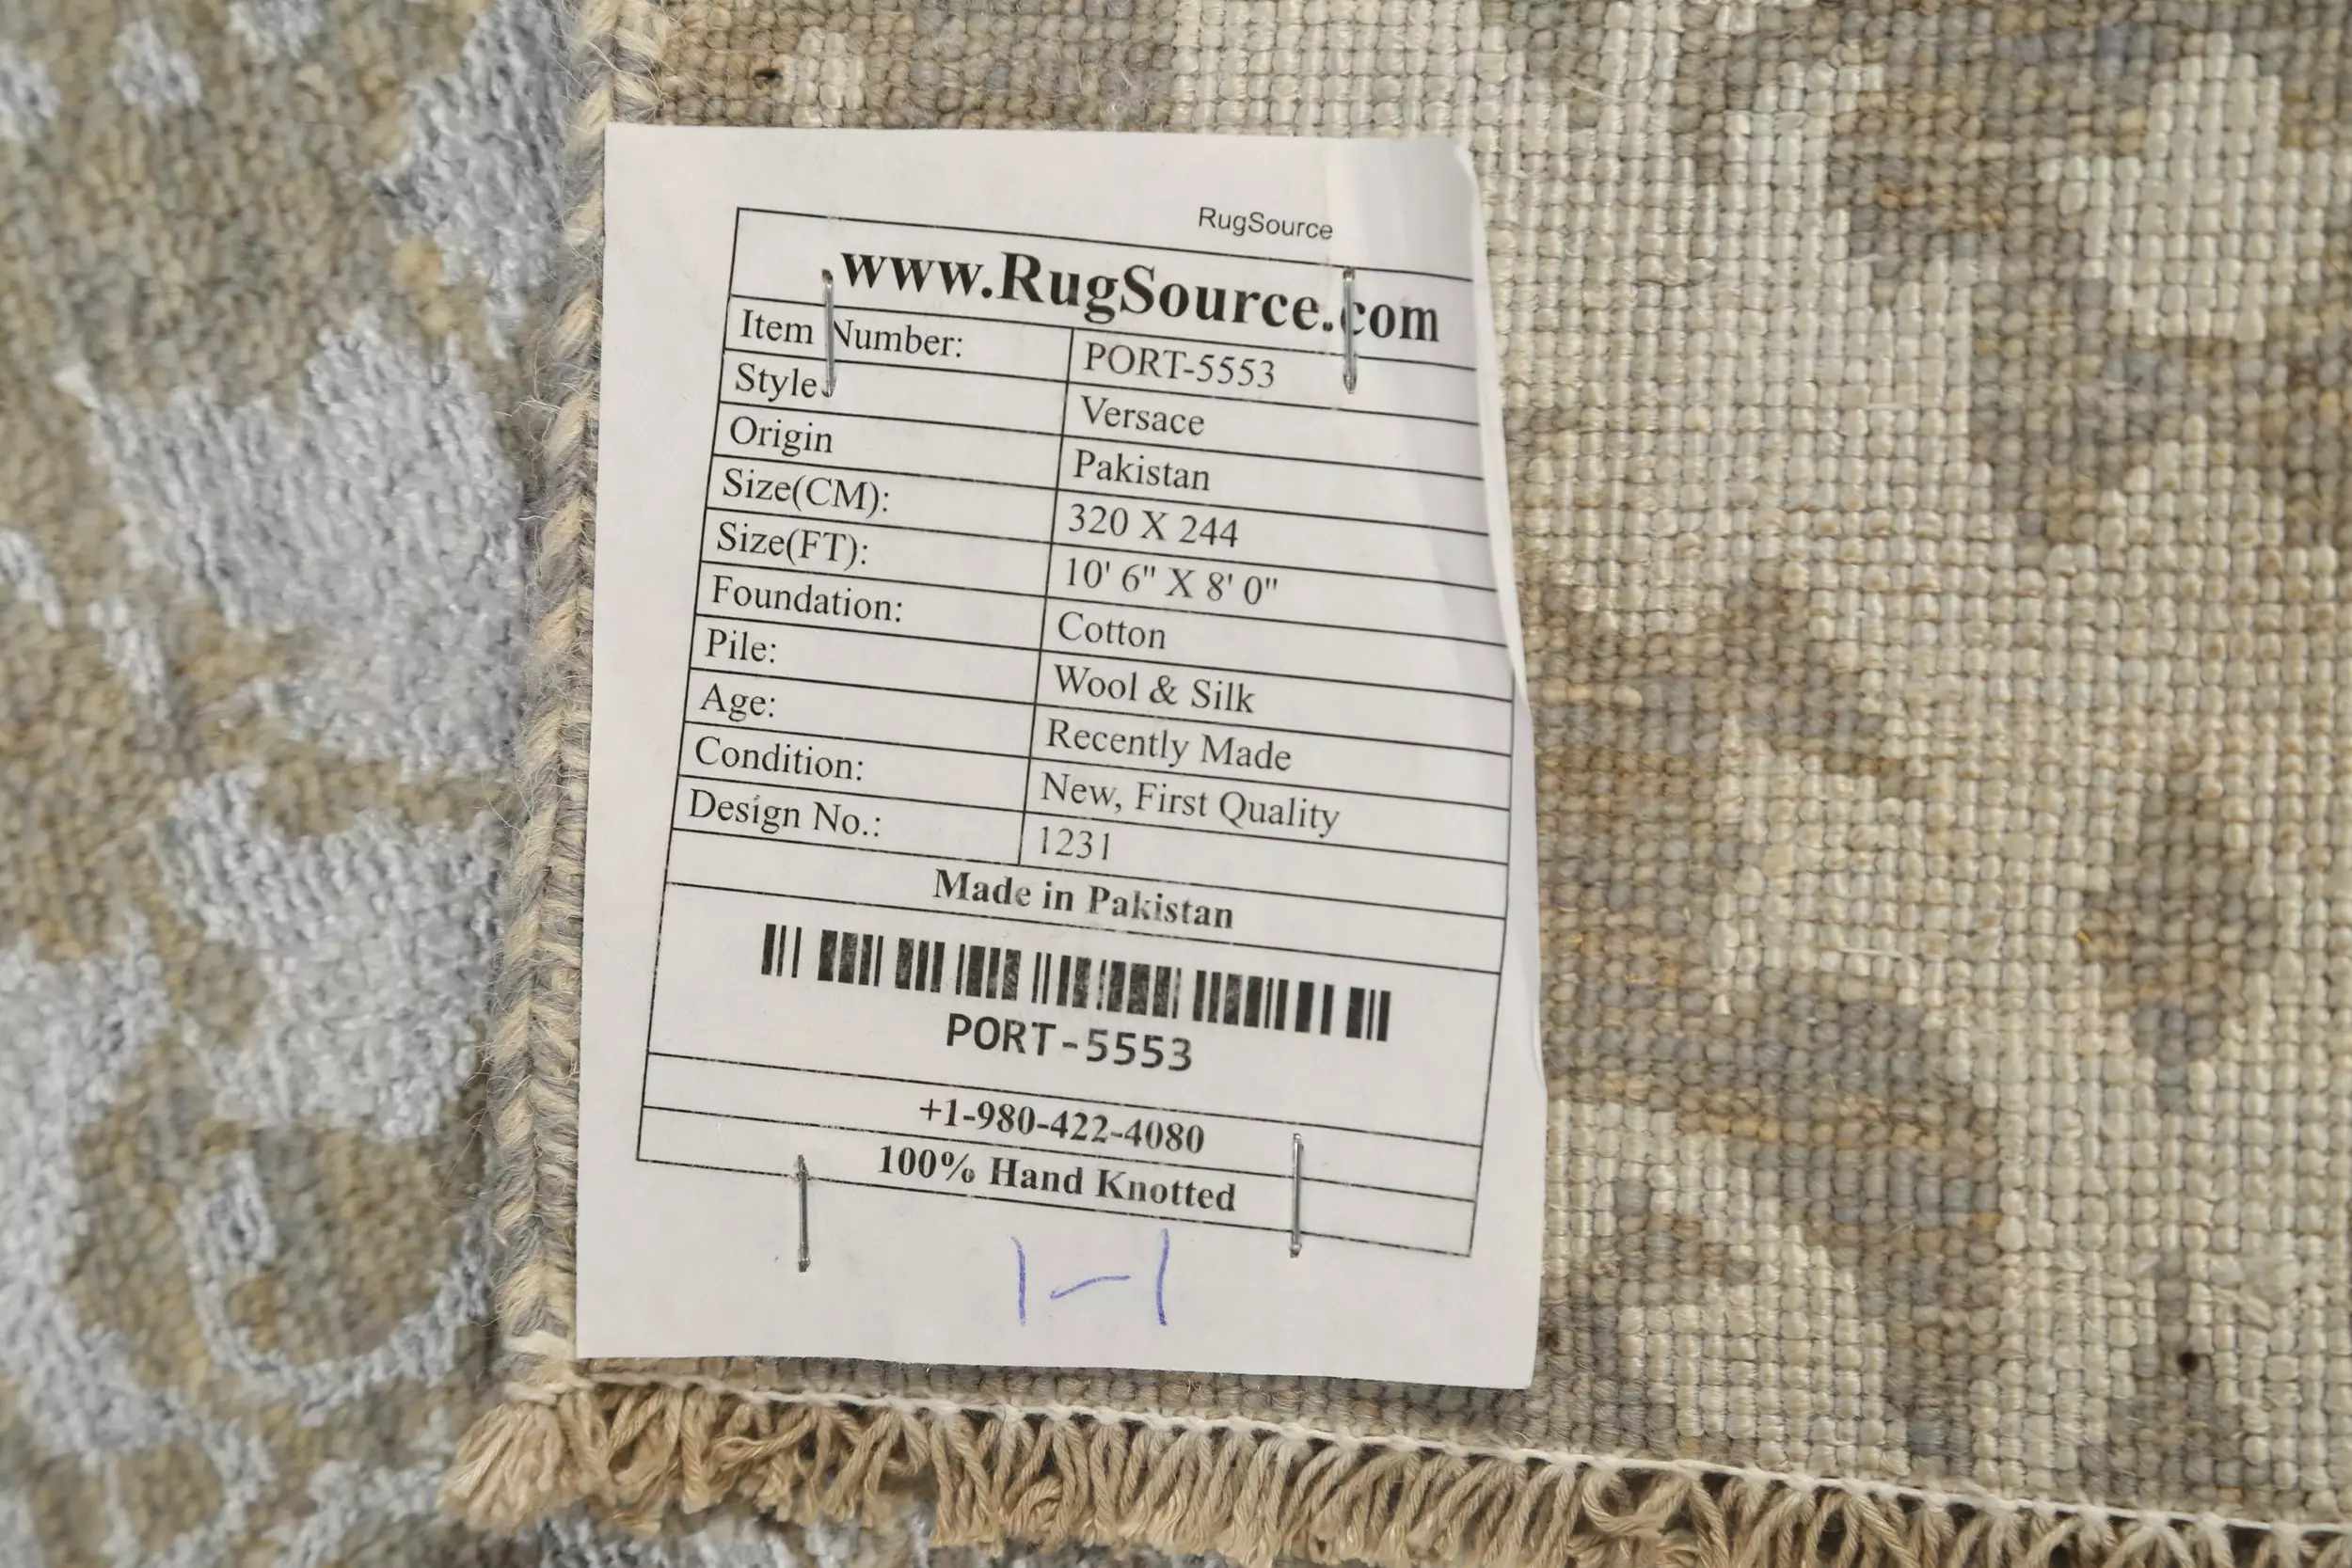 RugSource
www.RugSource.com
Item Number: PORT-5553
Style: Versace
Origin Pakistan
Size(CM): 320 X 244
Size(FT): 10' 6" X 8' 0"
Foundation: Cotton
Pile: Wool & Silk
Age: Recently Made
Condition: New, First Quality
Design No.: 1231
Made in Pakistan
PORT-5553
+1-980-422-4080
100% Hand Knotted
1-1